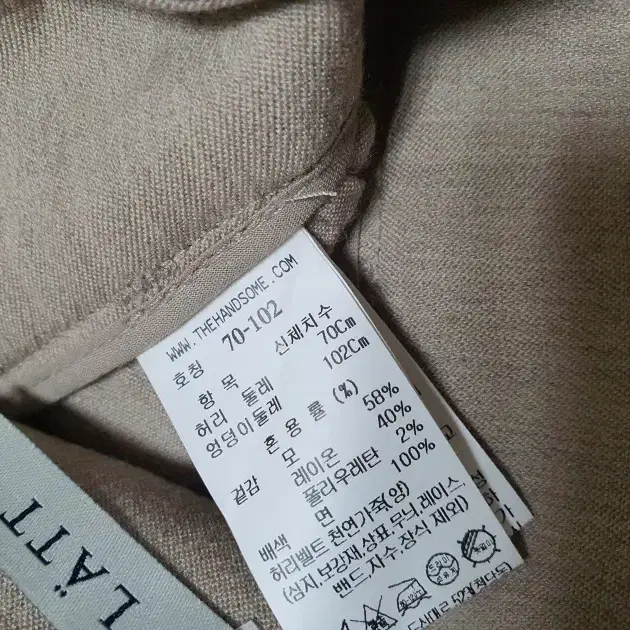 WWW.THEHANDSOME.COM
호칭 70-102
항목 신체치수
허리 둘레 70Cm
엉덩이둘레 102Cm
혼용률(%)
겉감 모 58%
레이온 40%
폴리우레탄 2%
배색 면 100%
허리벨트 천연가죽(양)
(심지,보강재,상표,무늬,레이스,
밴드,자수,장식 제외)
LÄTT